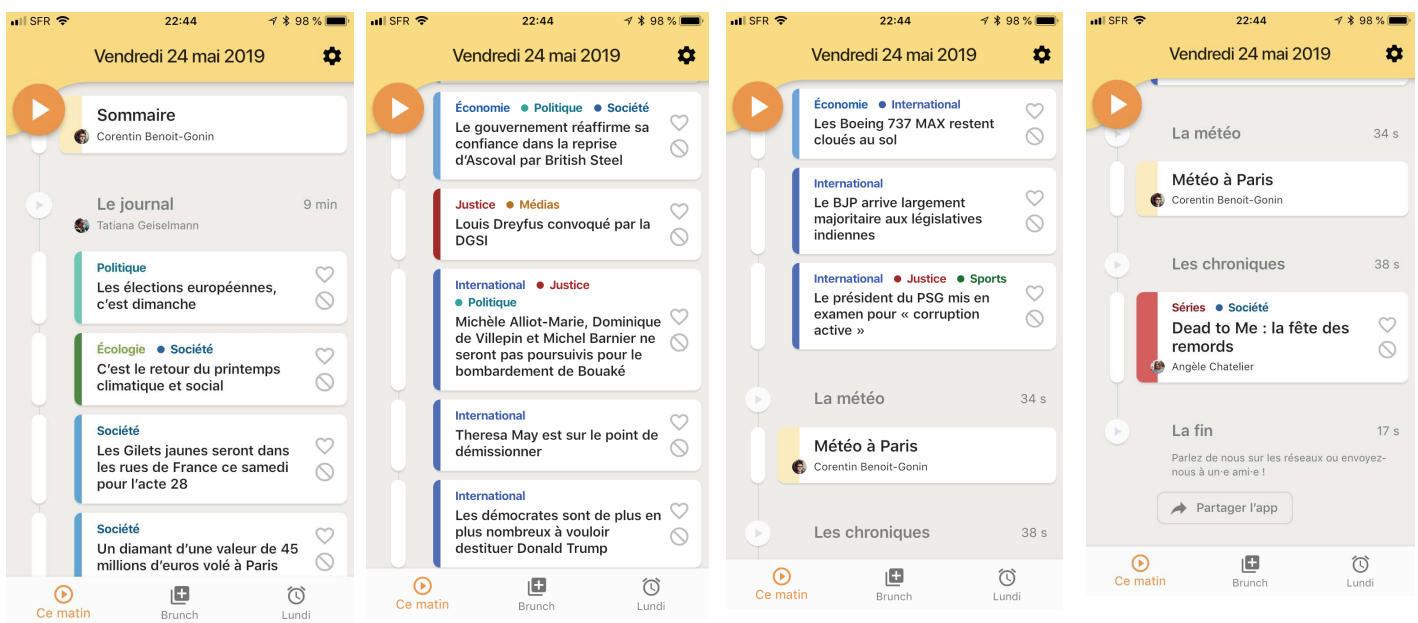 SFR 22:44 98 %
Vendredi 24 mai 2019
Sommaire
Corentin Benoit-Gonin
Le journal 9 min
Tatiana Geiselmann
Politique
Les élections européennes,
c'est dimanche
Écologie • Société
C'est le retour du printemps
climatique et social
Société
Les Gilets jaunes seront dans
les rues de France ce samedi
pour l'acte 28
Société
Un diamant d'une valeur de 45
millions d'euros volé à Paris
Ce matin Brunch Lundi
SFR 22:44 98 %
Vendredi 24 mai 2019
Économie • Politique • Société
Le gouvernement réaffirme sa
confiance dans la reprise
d'Ascoval par British Steel
Justice • Médias
Louis Dreyfus convoqué par la
DGSI
International • Justice
• Politique
Michèle Alliot-Marie, Dominique
de Villepin et Michel Barnier ne
seront pas poursuivis pour le
bombardement de Bouaké
International
Theresa May est sur le point de
démissionner
International
Les démocrates sont de plus en
plus nombreux à vouloir
destituer Donald Trump
Ce matin Brunch Lundi
SFR 22:44 98 %
Vendredi 24 mai 2019
Économie • International
Les Boeing 737 MAX restent
cloués au sol
International
Le BJP arrive largement
majoritaire aux législatives
indiennes
International • Justice • Sports
Le président du PSG mis en
examen pour « corruption
active »
La météo 34 s
Météo à Paris
Corentin Benoit-Gonin
Les chroniques 38 s
Ce matin Brunch Lundi
SFR 22:44 98 %
Vendredi 24 mai 2019
La météo 34 s
Météo à Paris
Corentin Benoit-Gonin
Les chroniques 38 s
Séries • Société
Dead to Me : la fête des
remords
Angèle Chatelier
La fin 17 s
Parlez de nous sur les réseaux ou envoyez-
nous à un·e ami·e !
Partager l'app
Ce matin Brunch Lundi